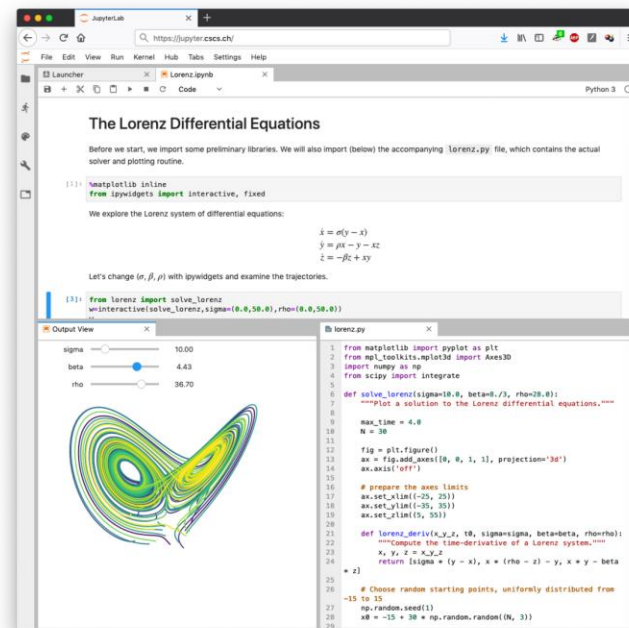 JupyterLab
https://jupyter.cscs.ch/
File Edit View Run Kernel Hub Tabs Settings Help
Launcher
Lorenz.ipynb
Code
Python 3
The Lorenz Differential Equations
Before we start, we import some preliminary libraries. We will also import (below) the accompanying lorenz.py file, which contains the actual
solver and plotting routine.
[1]: %matplotlib inline
from ipywidgets import interactive, fixed
We explore the Lorenz system of differential equations:
ẋ = σ(y − x)
ẏ = ρx − y − xz
ż = −βz + xy
Let's change (σ, β, ρ) with ipywidgets and examine the trajectories.
[3]: from lorenz import solve_lorenz
w=interactive(solve_lorenz,sigma=(0.0,50.0),rho=(0.0,50.0))
Output View
sigma 10.00
beta 4.43
rho 36.70
lorenz.py
1 from matplotlib import pyplot as plt
2 from mpl_toolkits.mplot3d import Axes3D
3 import numpy as np
4 from scipy import integrate
5
6 def solve_lorenz(sigma=10.0, beta=8./3, rho=28.0):
7 """Plot a solution to the Lorenz differential equations."""
8
9 max_time = 4.0
10 N = 30
11
12 fig = plt.figure()
13 ax = fig.add_axes([0, 0, 1, 1], projection='3d')
14 ax.axis('off')
15
16 # prepare the axes limits
17 ax.set_xlim((-25, 25))
18 ax.set_ylim((-35, 35))
19 ax.set_zlim((5, 55))
20
21 def lorenz_deriv(x_y_z, t0, sigma=sigma, beta=beta, rho=rho):
22 """Compute the time-derivative of a Lorenz system."""
23 x, y, z = x_y_z
24 return [sigma * (y - x), x * (rho - z) - y, x * y - beta
* z]
25
26 # Choose random starting points, uniformly distributed from
-15 to 15
27 np.random.seed(1)
28 x0 = -15 + 30 * np.random.random((N, 3))
29